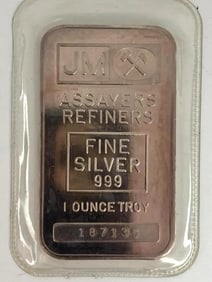 JM
ASSAYERS
REFINERS
FINE
SILVER
999
1 OUNCE TROY